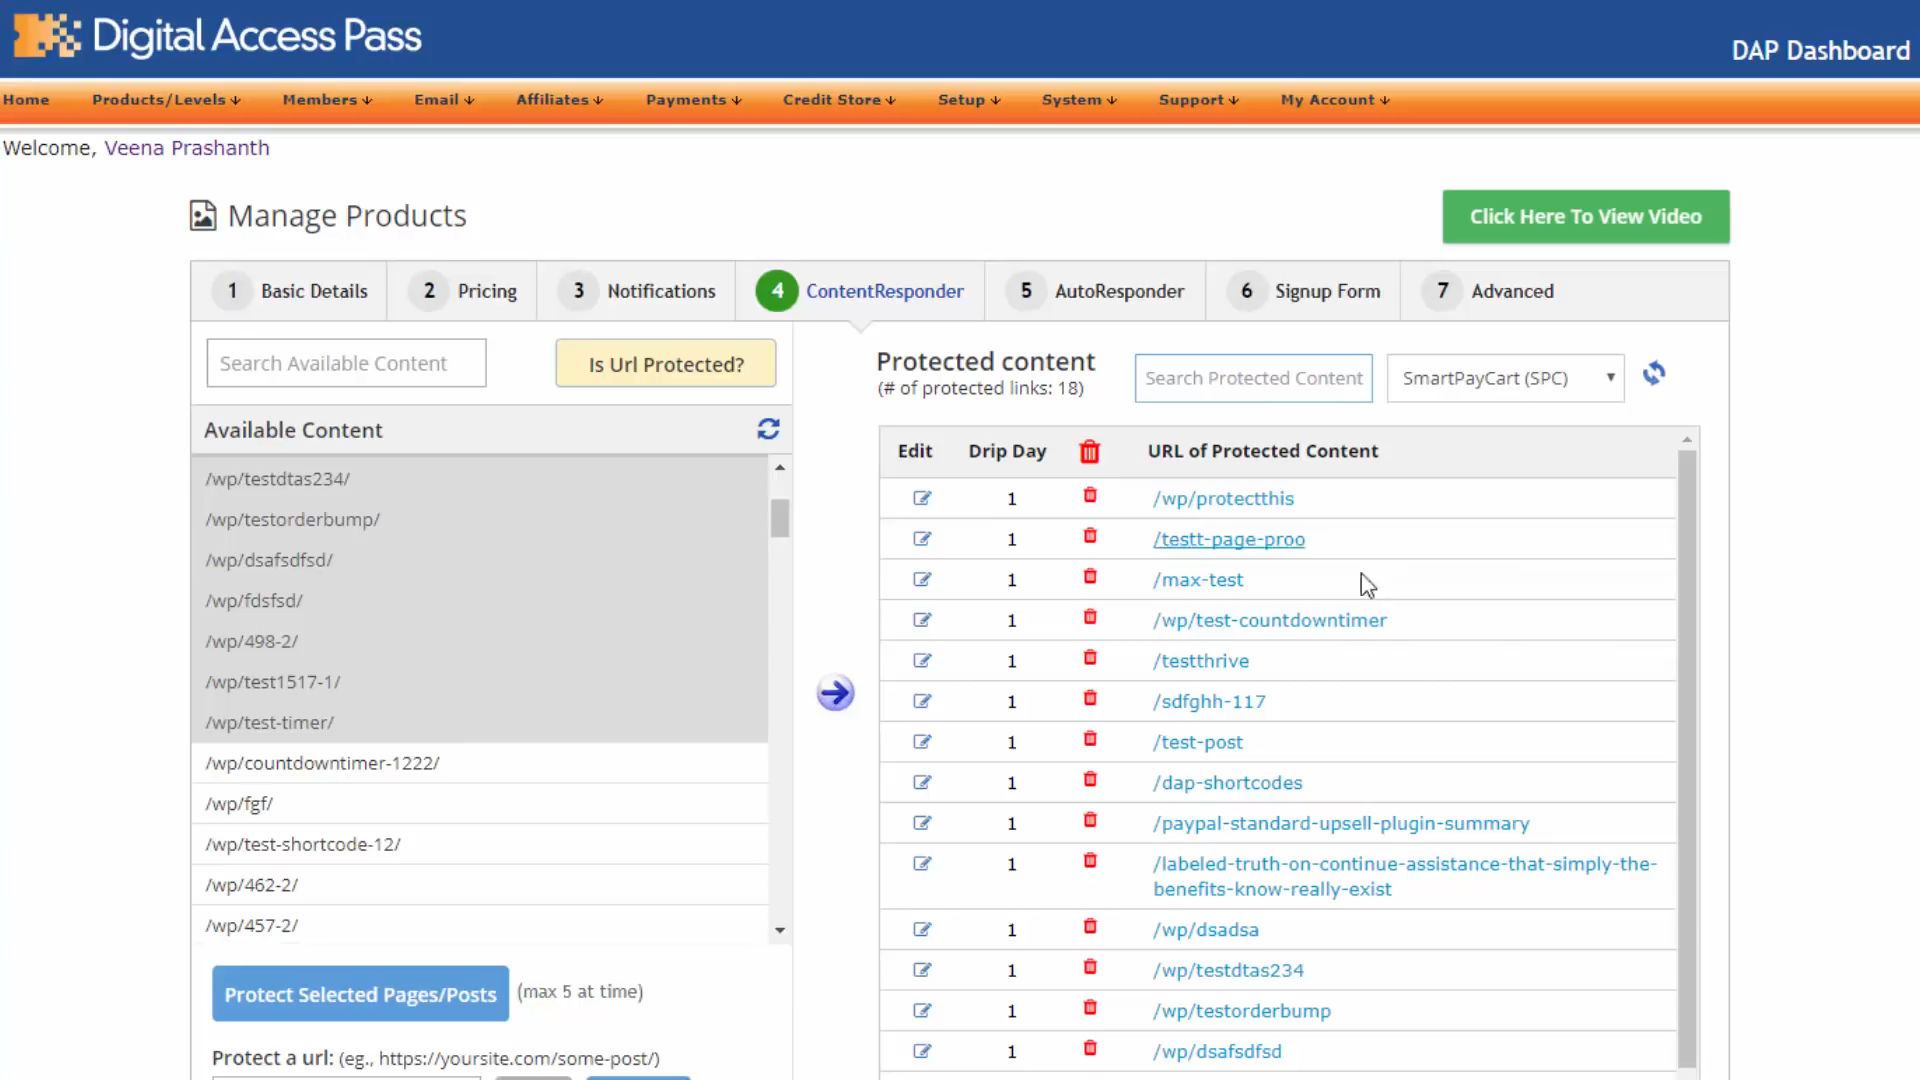 Digital Access Pass
DAP Dashboard
Home Products/Levels Members Email Affiliates Payments Credit Store Setup System Support My Account
Welcome, Veena Prashanth
Manage Products
Click Here To View Video
1 Basic Details 2 Pricing 3 Notifications 4 ContentResponder 5 AutoResponder 6 Signup Form 7 Advanced
Search Available Content
Is Url Protected?
Available Content
/wp/testdtas234/
/wp/testorderbump/
/wp/dsafsdfsd/
/wp/fdsfsd/
/wp/498-2/
/wp/test1517-1/
/wp/test-timer/
/wp/countdowntimer-1222/
/wp/fgf/
/wp/test-shortcode-12/
/wp/462-2/
/wp/457-2/
Protect Selected Pages/Posts (max 5 at time)
Protect a url: (eg., https://yoursite.com/some-post/)
Protected content
(# of protected links: 18)
Search Protected Content
SmartPayCart (SPC)
Edit Drip Day URL of Protected Content
1 /wp/protectthis
1 /testt-page-proo
1 /max-test
1 /wp/test-countdowntimer
1 /testthrive
1 /sdfghh-117
1 /test-post
1 /dap-shortcodes
1 /paypal-standard-upsell-plugin-summary
1 /labeled-truth-on-continue-assistance-that-simply-the-
benefits-know-really-exist
1 /wp/dsadsa
1 /wp/testdtas234
1 /wp/testorderbump
1 /wp/dsafsdfsd